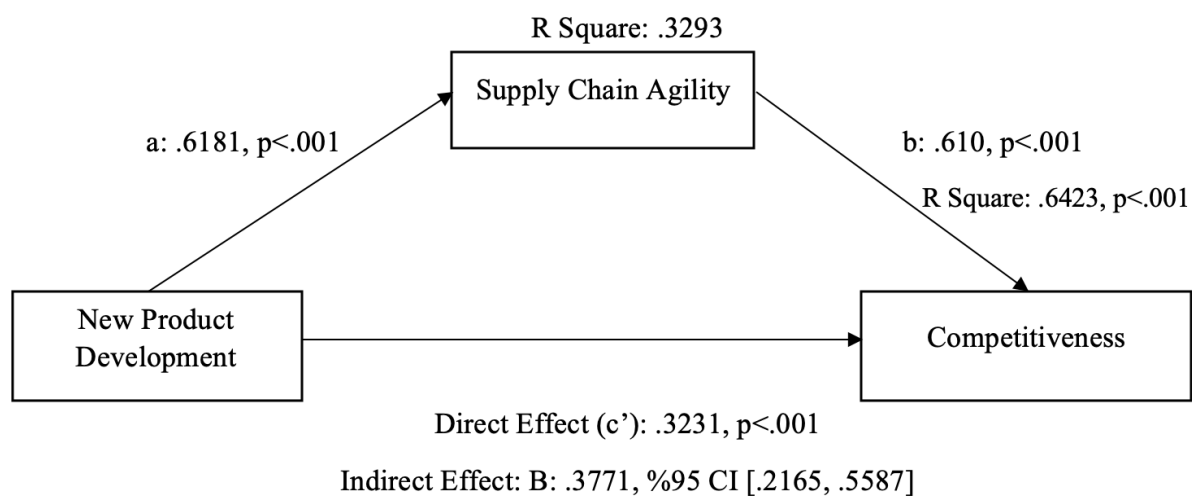 R Square: .3293
Supply Chain Agility
a: .6181, p<.001
b: .610, p<.001
R Square: .6423, p<.001
New Product
Development
Competitiveness
Direct Effect (c’): .3231, p<.001
Indirect Effect: B: .3771, %95 CI [.2165, .5587]